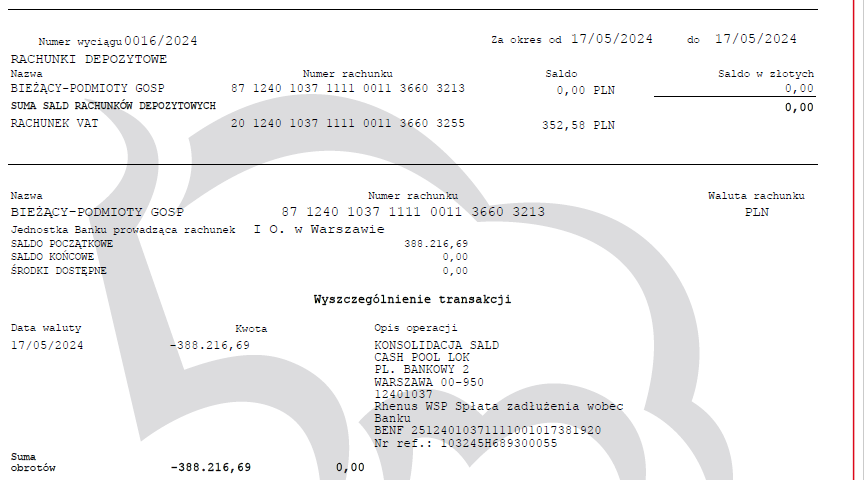 Numer wyciągu 0016/2024 Za okres od 17/05/2024 do 17/05/2024
RACHUNKI DEPOZYTOWE
Nazwa Numer rachunku Saldo Saldo w złotych
BIEŻĄCY-PODMIOTY GOSP 87 1240 1037 1111 0011 3660 3213 0,00 PLN 0,00
SUMA SALD RACHUNKÓW DEPOZYTOWYCH 0,00
RACHUNEK VAT 20 1240 1037 1111 0011 3660 3255 352,58 PLN
Nazwa Numer rachunku Waluta rachunku
BIEŻĄCY-PODMIOTY GOSP 87 1240 1037 1111 0011 3660 3213 PLN
Jednostka Banku prowadząca rachunek I O. w Warszawie
SALDO POCZĄTKOWE 388.216,69
SALDO KOŃCOWE 0,00
ŚRODKI DOSTĘPNE 0,00
Wyszczególnienie transakcji
Data waluty Kwota Opis operacji
17/05/2024 -388.216,69 KONSOLIDACJA SALD
CASH POOL LOK
PL. BANKOWY 2
WARSZAWA 00-950
12401037
Rhenus WSP Spłata zadłużenia wobec
Banku
BENF 25124010371111001017381920
Nr ref.: 103245H689300055
Suma
obrotów -388.216,69 0,00